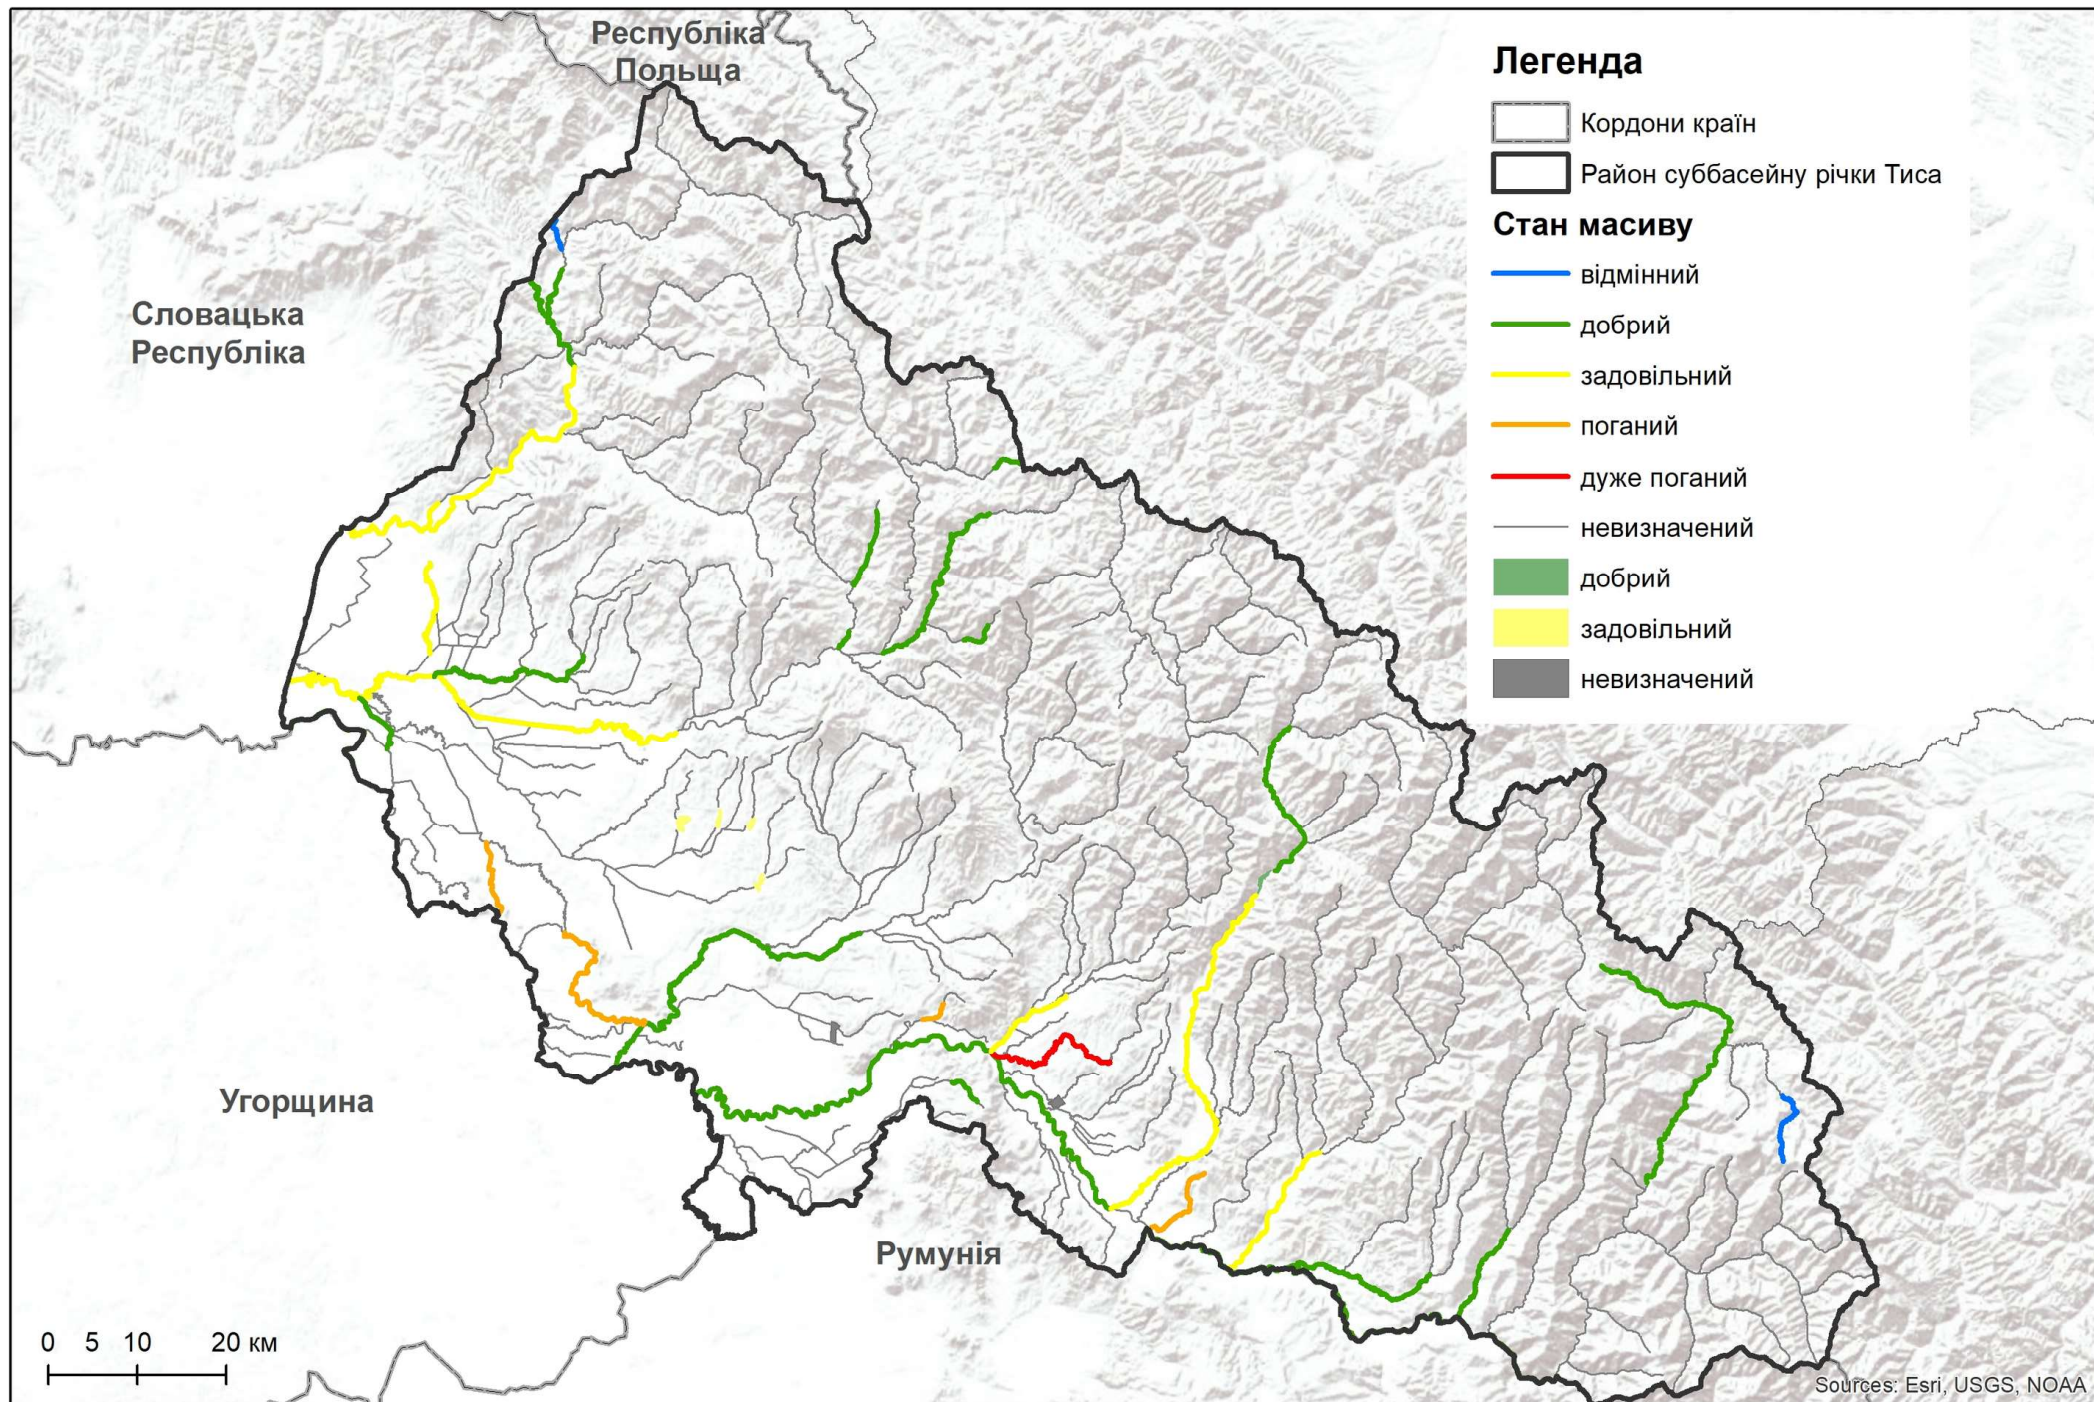 Республіка
Польща
Словацька
Республіка
Угорщина
Румунія
Легенда
Кордони країн
Район суббасейну річки Тиса
Стан масиву
відмінний
добрий
задовільний
поганий
дуже поганий
невизначений
добрий
задовільний
невизначений
0 5 10 20 км
Sources: Esri, USGS, NOAA